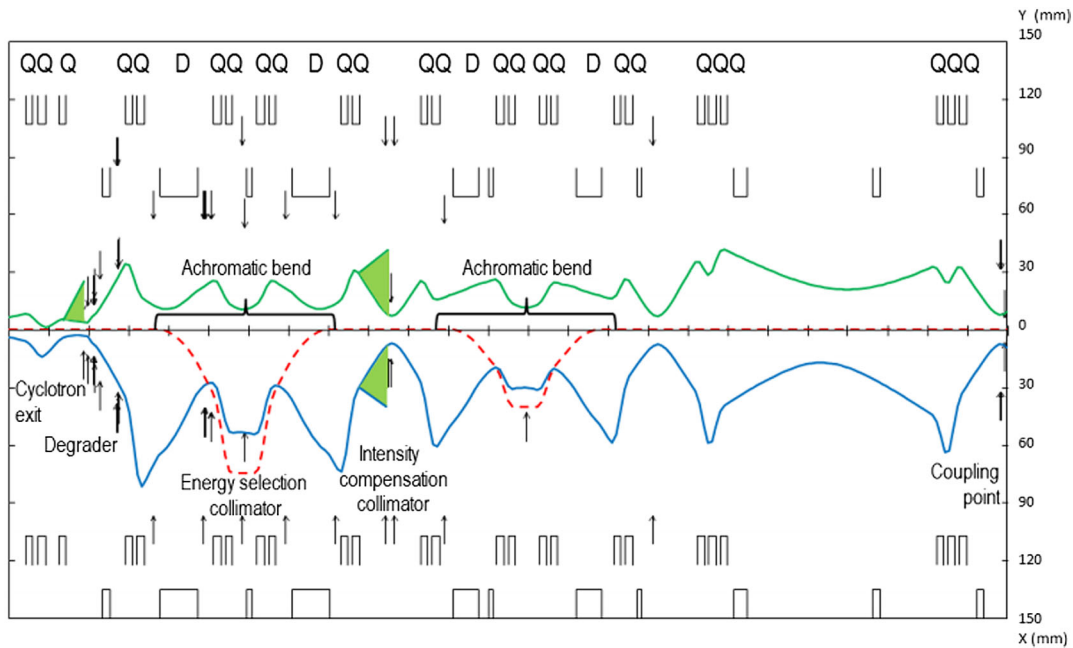 Y (mm)
150
QQ Q QQ D QQ QQ D QQ QQ D QQ QQ D QQ QQQ QQQ
120
90
60
30
Achromatic bend Achromatic bend
0
30
Cyclotron
exit
Degrader
60
Energy selection
collimator
Intensity
compensation
collimator
Coupling
point
90
120
150
X (mm)